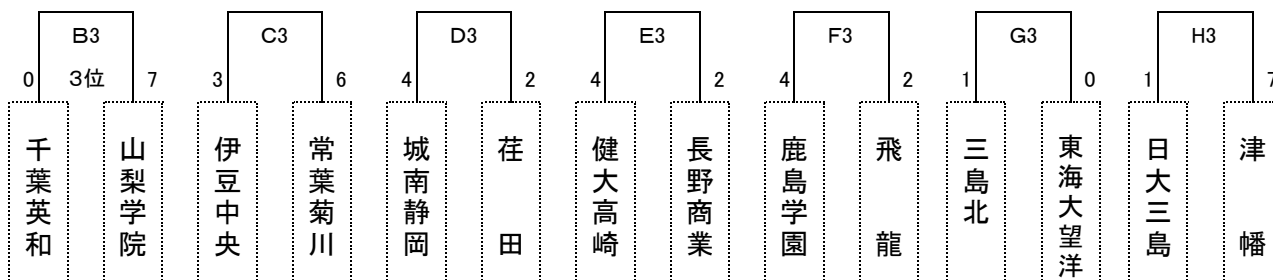 B3 C3 D3 E3 F3 G3 H3
0 3位 7 3 6 4 2 4 2 4 2 1 0 1 7
千葉英和
山梨学院
伊豆中央
常葉菊川
城南静岡
荏田
健大高崎
長野商業
鹿島学園
飛龍
三島北
東海大望洋
日大三島
津幡